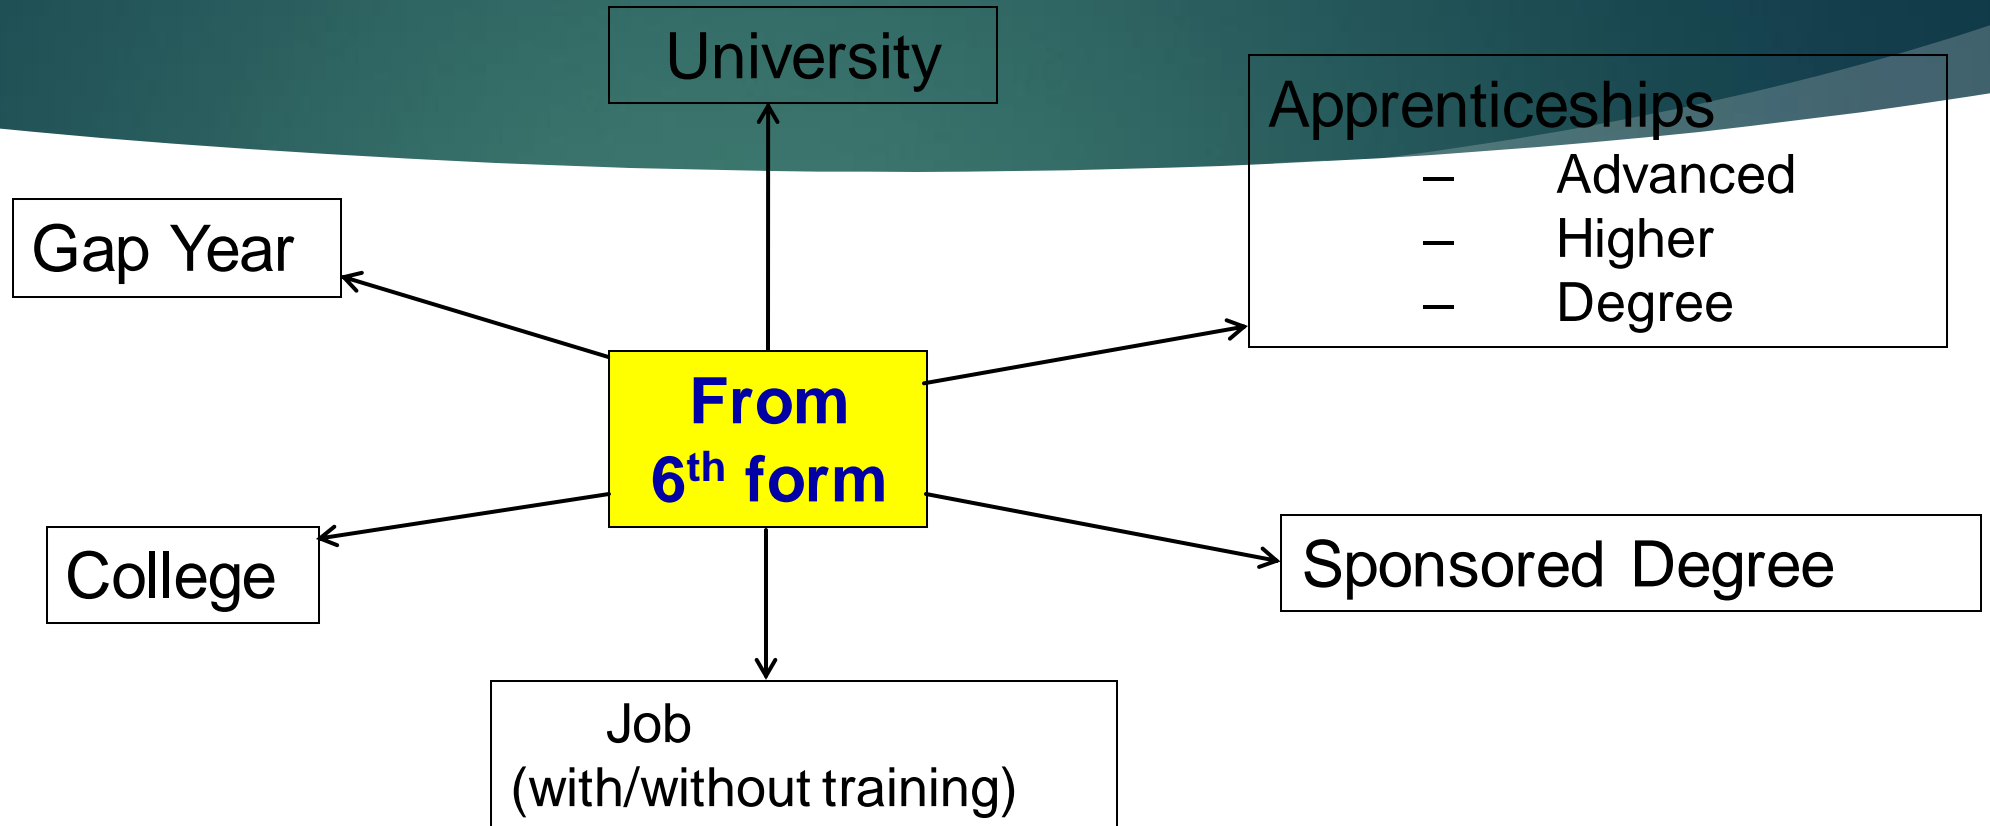 University
Apprenticeships
– Advanced
– Higher
– Degree
Gap Year
From
6th form
College
Sponsored Degree
Job
(with/without training)